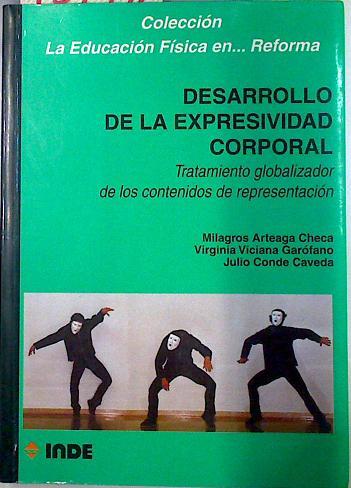 Colección
La Educación Física en... Reforma
DESARROLLO
DE LA EXPRESIVIDAD
CORPORAL
Tratamiento globalizador
de los contenidos de representación
Milagros Arteaga Checa
Virginia Viciana Garófano
Julio Conde Caveda
INDE